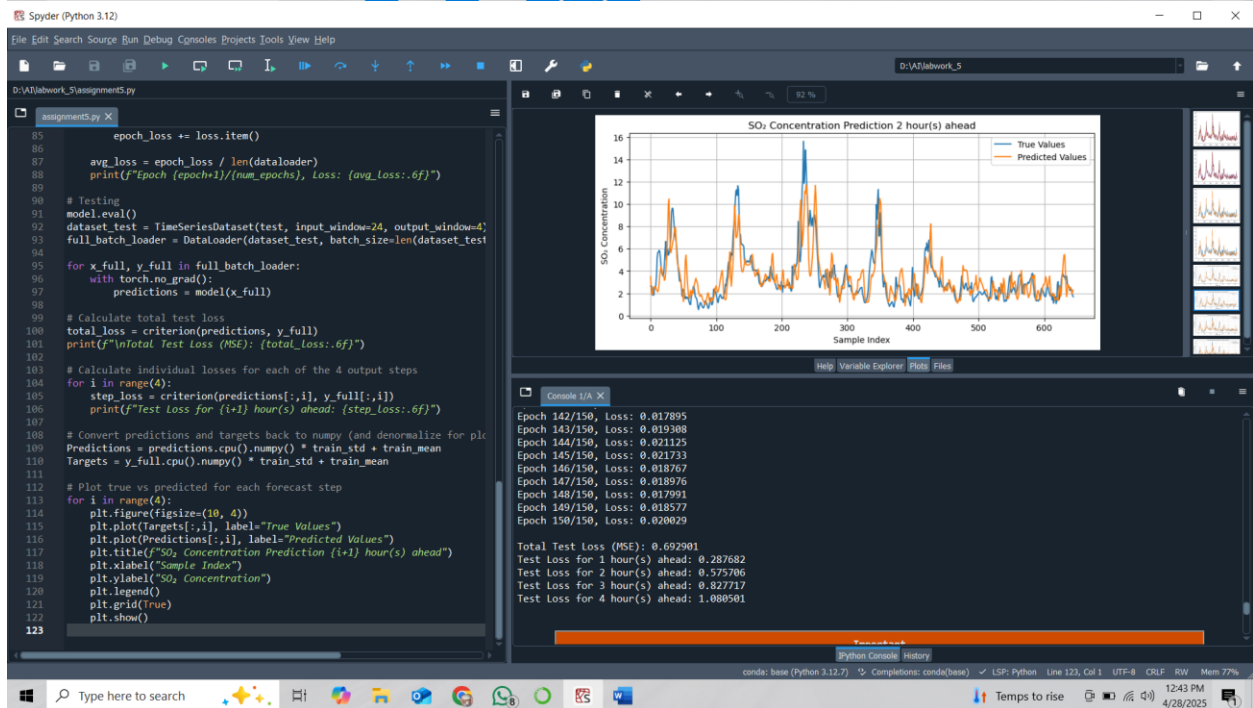 Spyder (Python 3.12)
File Edit Search Source Run Debug Consoles Projects Tools View Help
D:\AI\labwork_5
D:\AI\labwork_5\assignment5.py
assignment5.py
85 epoch_loss += loss.item()
86
87 avg_loss = epoch_loss / len(dataloader)
88 print(f"Epoch {epoch+1}/{num_epochs}, Loss: {avg_loss:.6f}")
89
90 # Testing
91 model.eval()
92 dataset_test = TimeSeriesDataset(test, input_window=24, output_window=4)
93 full_batch_loader = DataLoader(dataset_test, batch_size=len(dataset_test
94
95 for x_full, y_full in full_batch_loader:
96 with torch.no_grad():
97 predictions = model(x_full)
98
99 # Calculate total test loss
100 total_loss = criterion(predictions, y_full)
101 print(f"\nTotal Test Loss (MSE): {total_loss:.6f}")
102
103 # Calculate individual losses for each of the 4 output steps
104 for i in range(4):
105 step_loss = criterion(predictions[:,i], y_full[:,i])
106 print(f"Test Loss for {i+1} hour(s) ahead: {step_loss:.6f}")
107
108 # Convert predictions and targets back to numpy (and denormalize for plo
109 Predictions = predictions.cpu().numpy() * train_std + train_mean
110 Targets = y_full.cpu().numpy() * train_std + train_mean
111
112 # Plot true vs predicted for each forecast step
113 for i in range(4):
114 plt.figure(figsize=(10, 4))
115 plt.plot(Targets[:,i], label="True Values")
116 plt.plot(Predictions[:,i], label="Predicted Values")
117 plt.title(f"SO₂ Concentration Prediction {i+1} hour(s) ahead")
118 plt.xlabel("Sample Index")
119 plt.ylabel("SO₂ Concentration")
120 plt.legend()
121 plt.grid(True)
122 plt.show()
123
92 %
SO₂ Concentration Prediction 2 hour(s) ahead
True Values
Predicted Values
SO₂ Concentration
16
14
12
10
8
6
4
2
0
0 100 200 300 400 500 600
Sample Index
Help Variable Explorer Plots Files
Console 1/A
Epoch 142/150, Loss: 0.017895
Epoch 143/150, Loss: 0.019308
Epoch 144/150, Loss: 0.021125
Epoch 145/150, Loss: 0.021733
Epoch 146/150, Loss: 0.018767
Epoch 147/150, Loss: 0.018976
Epoch 148/150, Loss: 0.017991
Epoch 149/150, Loss: 0.018577
Epoch 150/150, Loss: 0.020029
Total Test Loss (MSE): 0.692901
Test Loss for 1 hour(s) ahead: 0.287682
Test Loss for 2 hour(s) ahead: 0.575706
Test Loss for 3 hour(s) ahead: 0.827717
Test Loss for 4 hour(s) ahead: 1.080501
Important
IPython Console History
conda: base (Python 3.12.7) Completions: conda(base) LSP: Python Line 123, Col 1 UTF-8 CRLF RW Mem 77%
Type here to search
8
Temps to rise
12:43 PM
4/28/2025
1